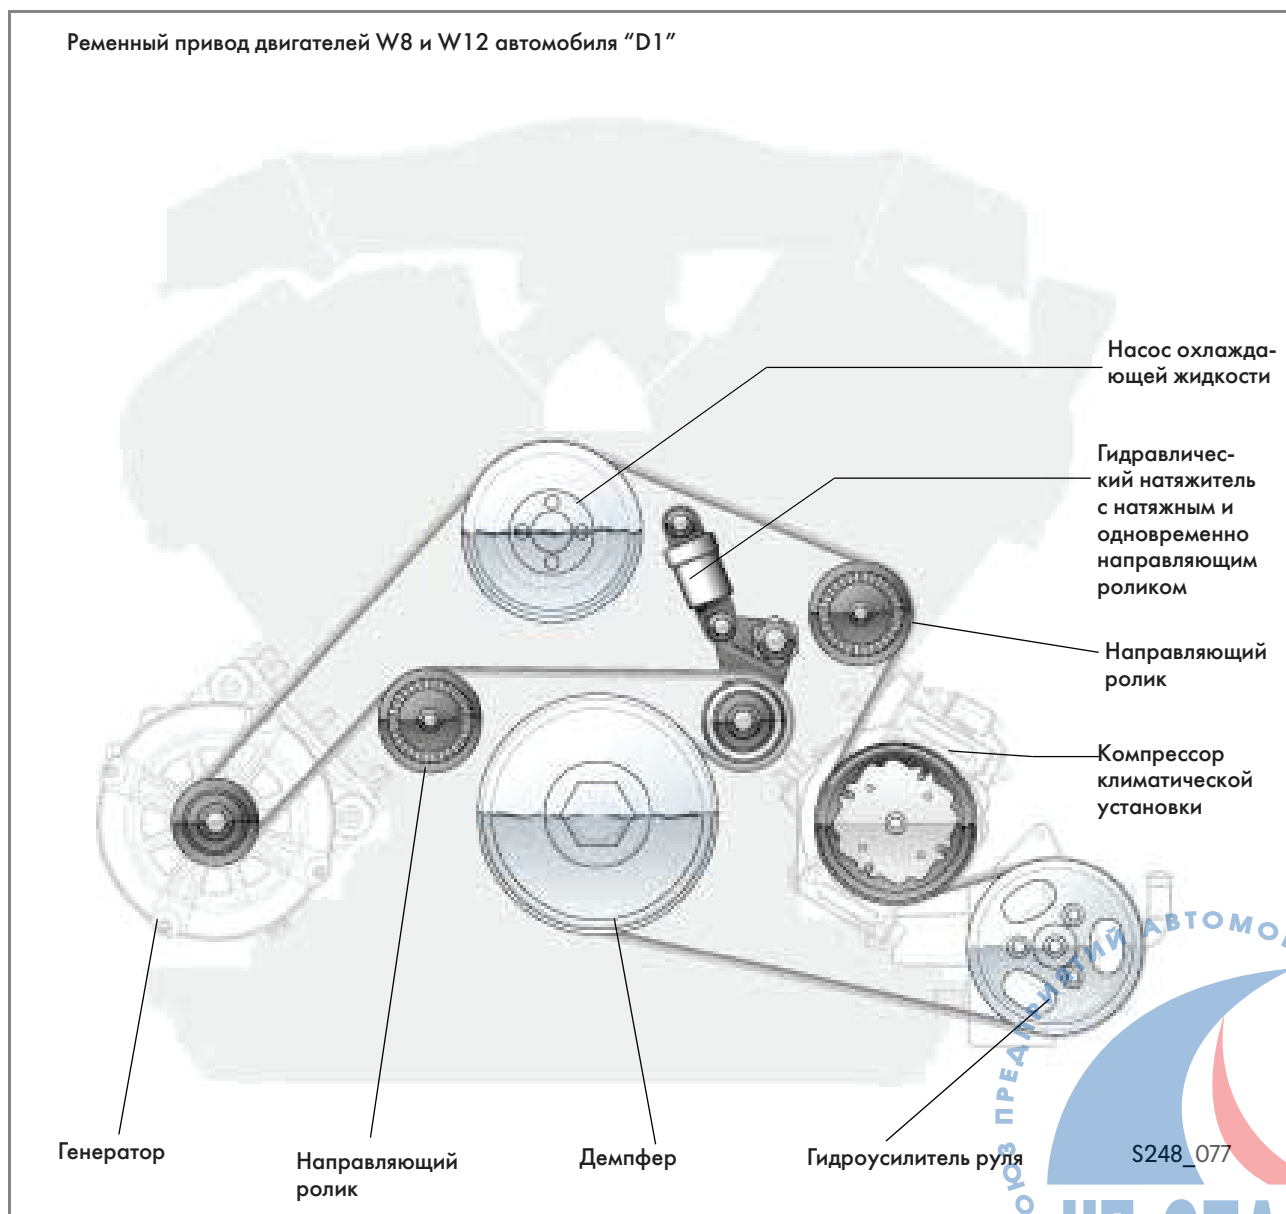 Ременный привод двигателей W8 и W12 автомобиля “D1”
Насос охлажда-
ющей жидкости
Гидравличес-
кий натяжитель
с натяжным и
одновременно
направляющим
роликом
Направляющий
ролик
Компрессор
климатической
установки
Генератор
Направляющий
ролик
Демпфер
Гидроусилитель руля
S248_077
ПРЕДПРИЯТИЙ